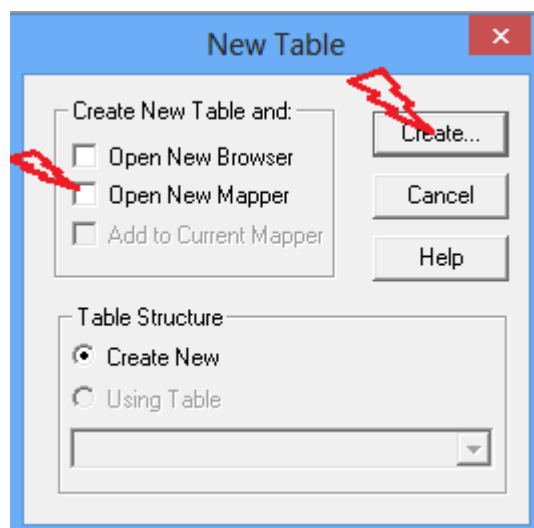 New Table
Create New Table and:
Open New Browser
Open New Mapper
Add to Current Mapper
Create...
Cancel
Help
Table Structure
Create New
Using Table